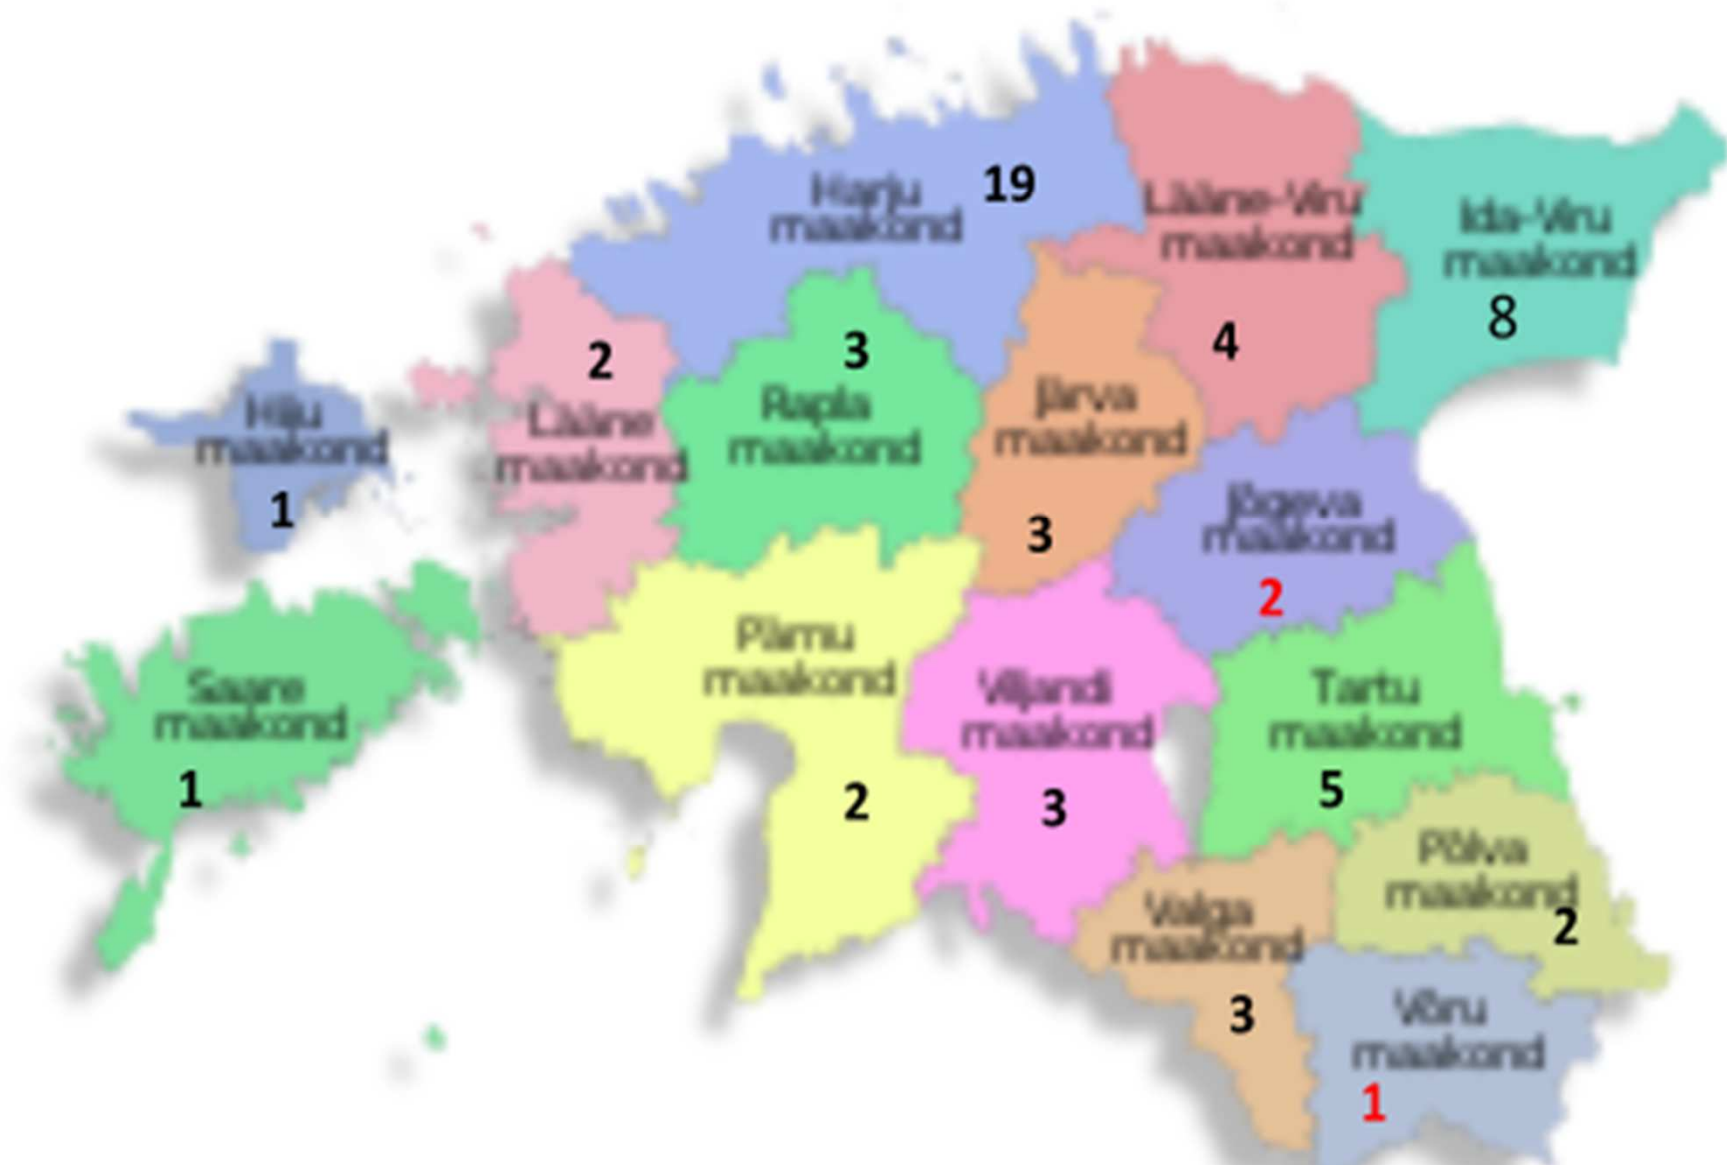 Harju
maakond
19
Lääne-Viru
maakond
4
Ida-Viru
maakond
8
Hiiu
maakond
1
2
Lääne
maakond
3
Rapla
maakond
Järva
maakond
3
Jõgeva
maakond
2
Saare
maakond
1
Pärnu
maakond
2
Viljandi
maakond
3
Tartu
maakond
5
Põlva
maakond
2
Valga
maakond
3
Võru
maakond
1